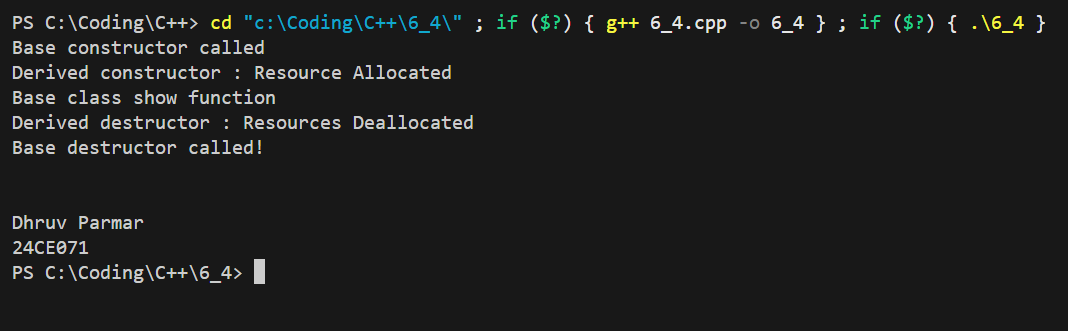 PS C:\Coding\C++> cd "c:\Coding\C++\6_4\" ; if ($?) { g++ 6_4.cpp -o 6_4 } ; if ($?) { .\6_4 }
Base constructor called
Derived constructor : Resource Allocated
Base class show function
Derived destructor : Resources Deallocated
Base destructor called!
Dhruv Parmar
24CE071
PS C:\Coding\C++\6_4>